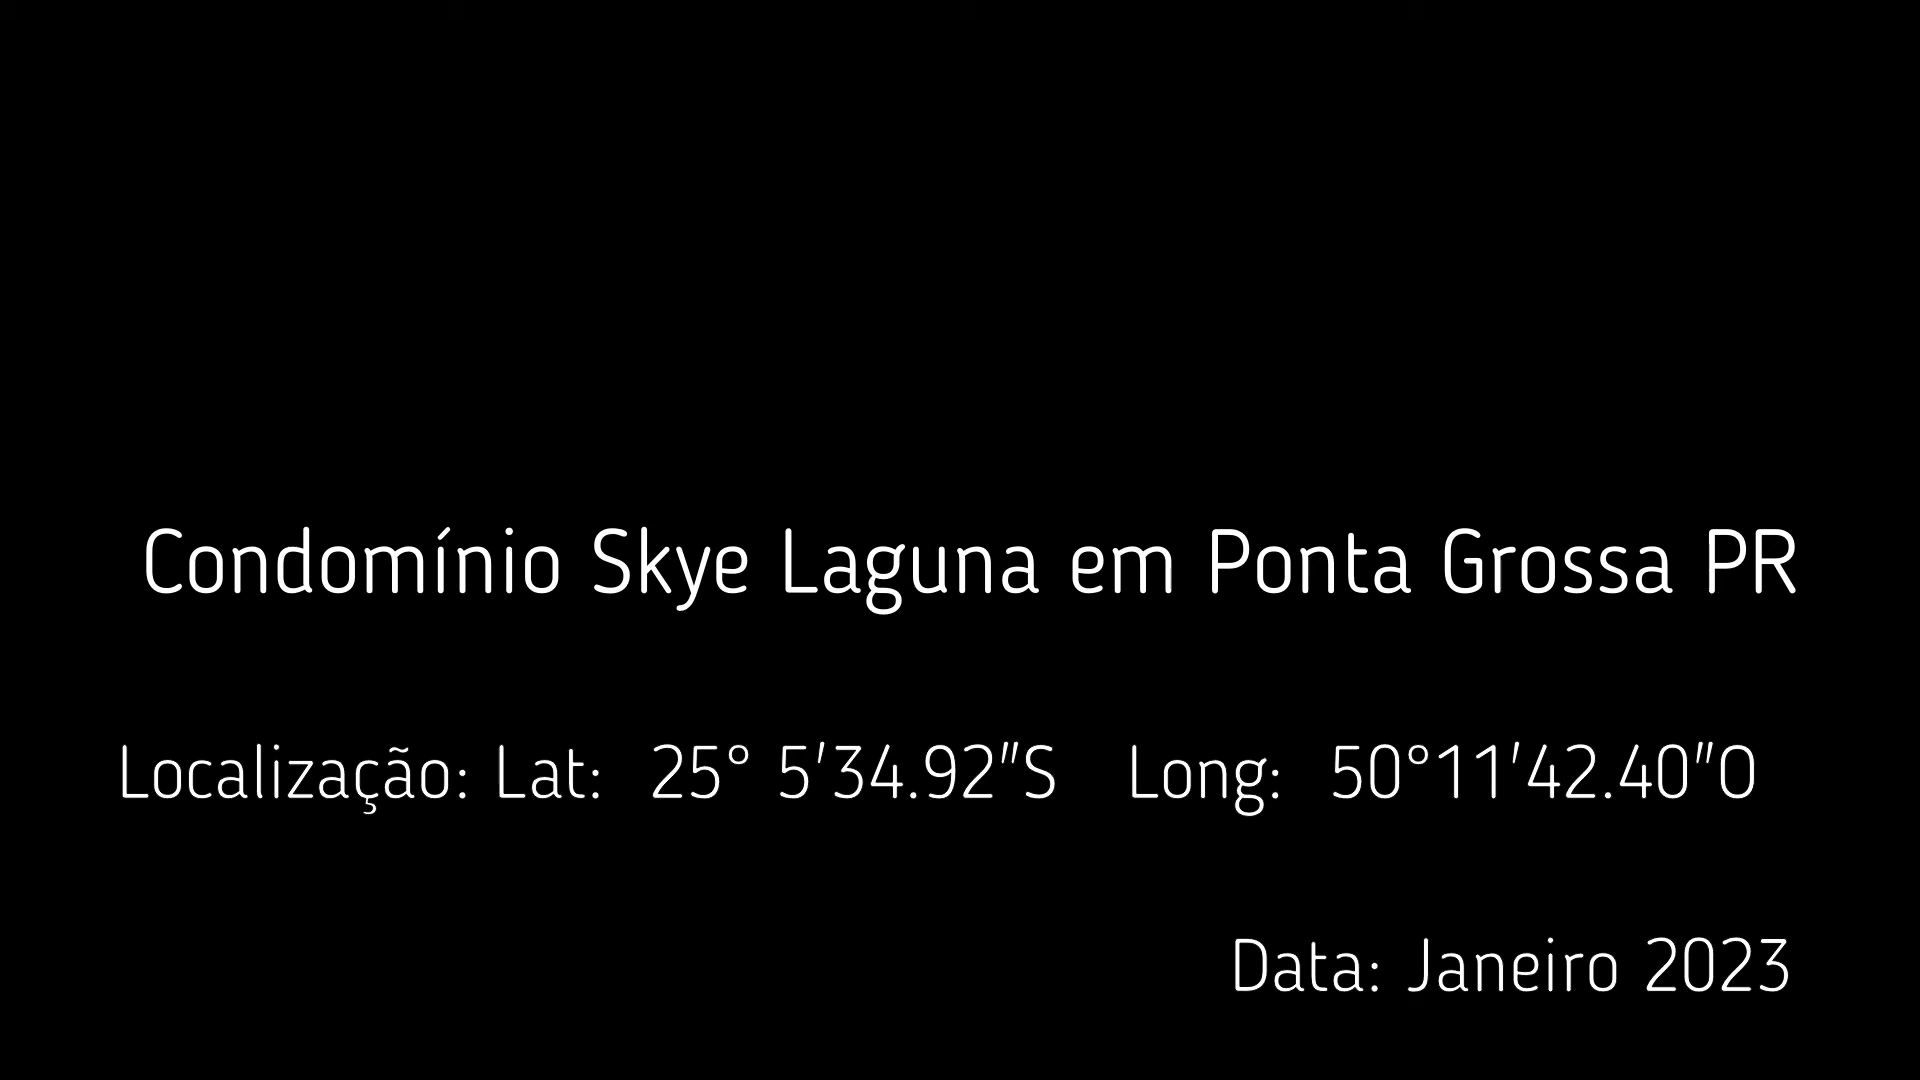 Condomínio Skye Laguna em Ponta Grossa PR
Localização: Lat: 25° 5'34.92"S Long: 50°11'42.40"O
Data: Janeiro 2023